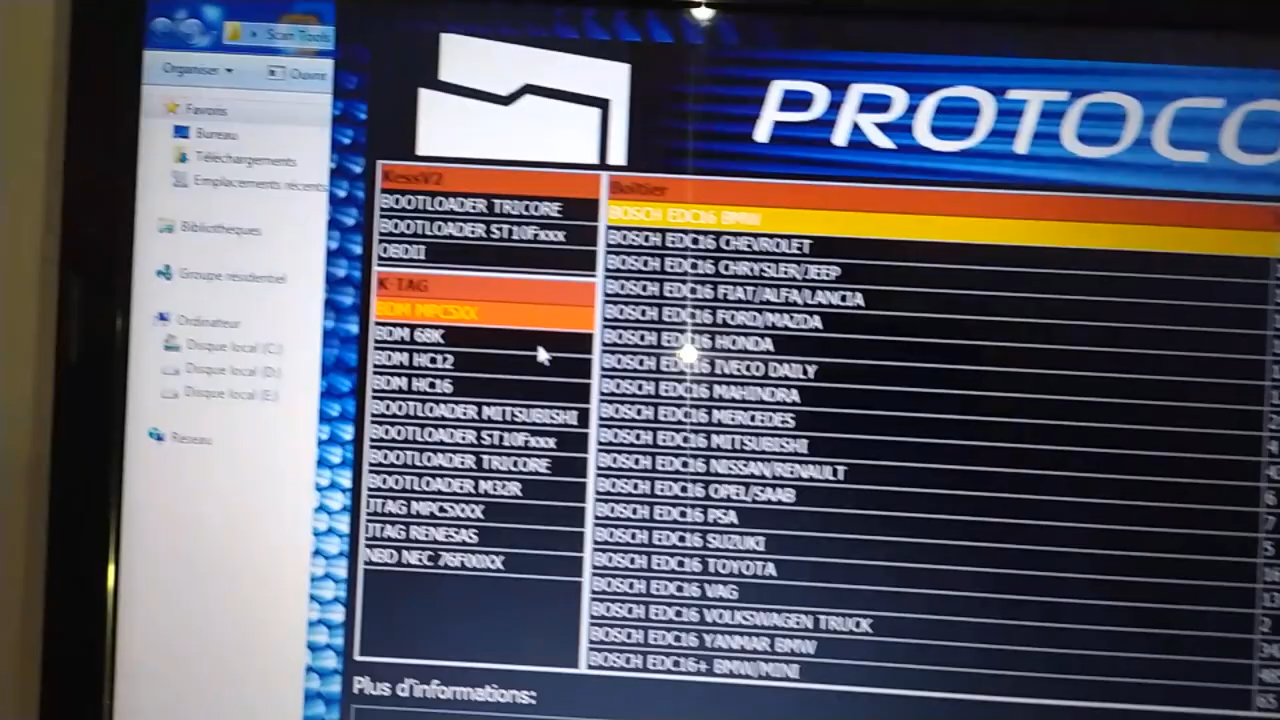 Scan Tools
Organiser
Ouvrir
Favoris
Bureau
Téléchargements
Emplacements récents
Bibliothèques
Groupe résidentiel
Ordinateur
Disque local (C:)
Disque local (D:)
Disque local (E:)
Réseau
PROTOCO
KessV2
BOOTLOADER TRICORE
BOOTLOADER ST10Fxxx
OBDII
K-TAG
BDM MPC5XX
BDM 68K
BDM HC12
BDM HC16
BOOTLOADER MITSUBISHI
BOOTLOADER ST10Fxxx
BOOTLOADER TRICORE
BOOTLOADER M32R
JTAG MPC5XXX
JTAG RENESAS
NBD NEC 76F00XX
Boîtier
BOSCH EDC16 BMW
BOSCH EDC16 CHEVROLET
BOSCH EDC16 CHRYSLER/JEEP
BOSCH EDC16 FIAT/ALFA/LANCIA
BOSCH EDC16 FORD/MAZDA
BOSCH EDC16 HONDA
BOSCH EDC16 IVECO DAILY
BOSCH EDC16 MAHINDRA
BOSCH EDC16 MERCEDES
BOSCH EDC16 MITSUBISHI
BOSCH EDC16 NISSAN/RENAULT
BOSCH EDC16 OPEL/SAAB
BOSCH EDC16 PSA
BOSCH EDC16 SUZUKI
BOSCH EDC16 TOYOTA
BOSCH EDC16 VAG
BOSCH EDC16 VOLKSWAGEN TRUCK
BOSCH EDC16 YANMAR BMW
BOSCH EDC16+ BMW/MINI
Plus d'informations: